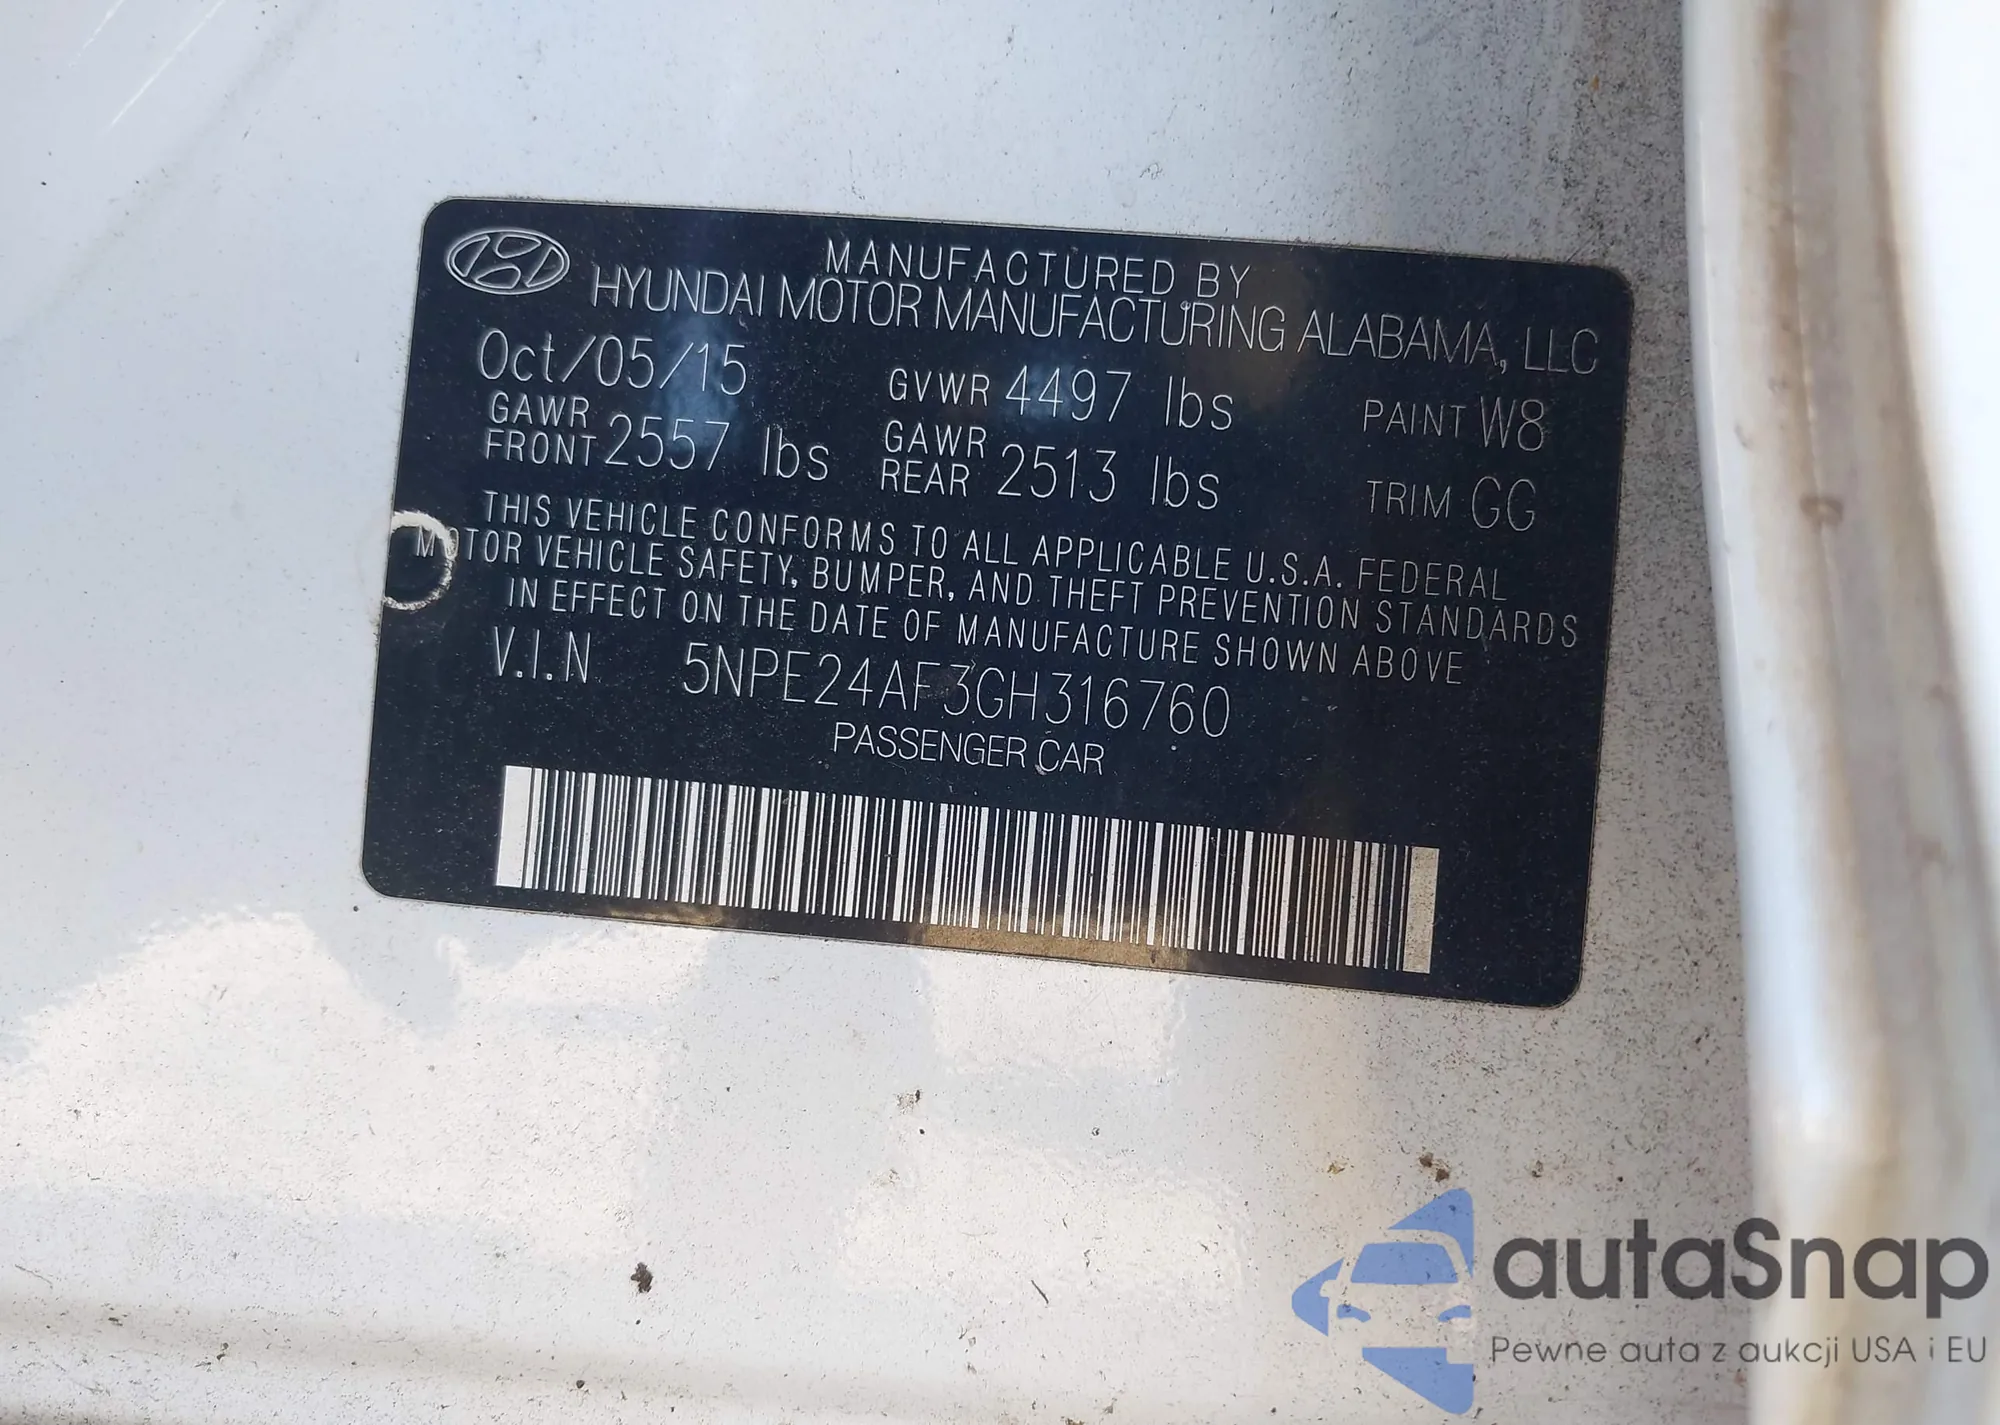 MANUFACTURED BY
HYUNDAI MOTOR MANUFACTURING ALABAMA, LLC
Oct/05/15 GVWR 4497 lbs PAINT W8
GAWR FRONT 2557 lbs GAWR REAR 2513 lbs TRIM GG
THIS VEHICLE CONFORMS TO ALL APPLICABLE U.S.A. FEDERAL
MOTOR VEHICLE SAFETY, BUMPER, AND THEFT PREVENTION STANDARDS
IN EFFECT ON THE DATE OF MANUFACTURE SHOWN ABOVE
V.I.N 5NPE24AF3GH316760
PASSENGER CAR
autaSnap
Pewne auta z aukcji USA i EU